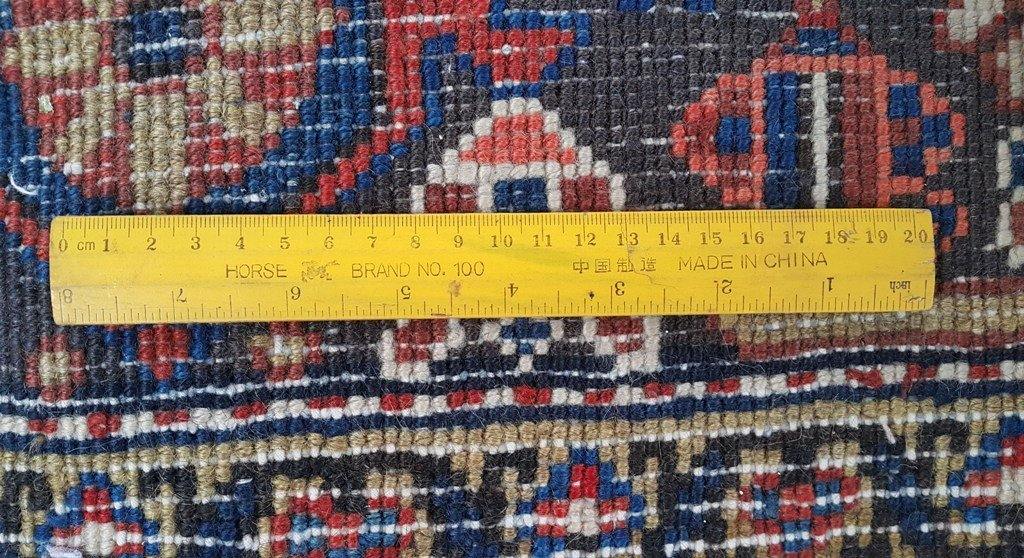 0 cm 1 2 3 4 5 6 7 8 9 10 11 12 13 14 15 16 17 18 19 20
HORSE BRAND NO. 100 中国制造 MADE IN CHINA
8 7 6 5 4 3 2 1 inch